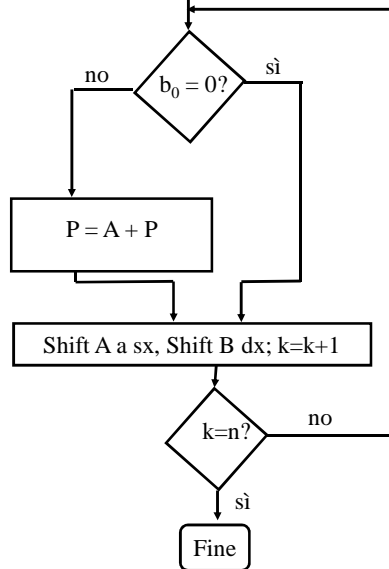 b₀ = 0?
no
sì
P = A + P
Shift A a sx, Shift B dx; k=k+1
k=n?
no
sì
Fine